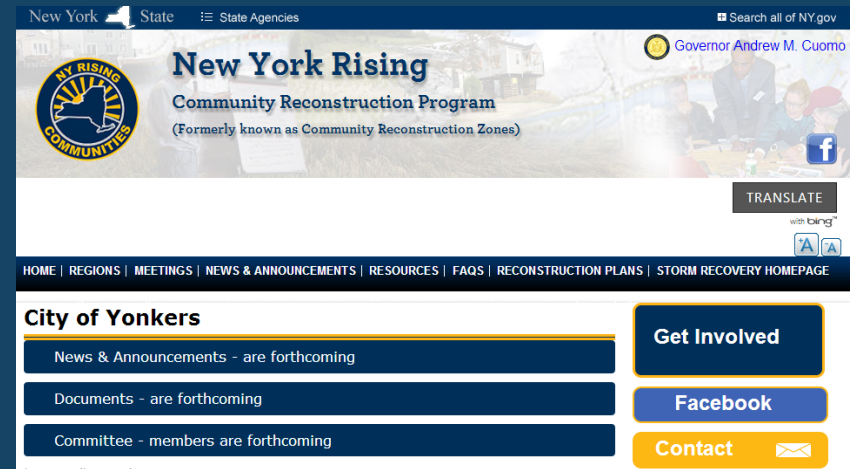 New York State State Agencies Search all of NY.gov
Governor Andrew M. Cuomo
NY RISING
COMMUNITIES
New York Rising
Community Reconstruction Program
(Formerly known as Community Reconstruction Zones)
f
TRANSLATE
with bing™
+A -A
HOME | REGIONS | MEETINGS | NEWS & ANNOUNCEMENTS | RESOURCES | FAQS | RECONSTRUCTION PLANS | STORM RECOVERY HOMEPAGE
City of Yonkers
News & Announcements - are forthcoming
Documents - are forthcoming
Committee - members are forthcoming
Get Involved
Facebook
Contact